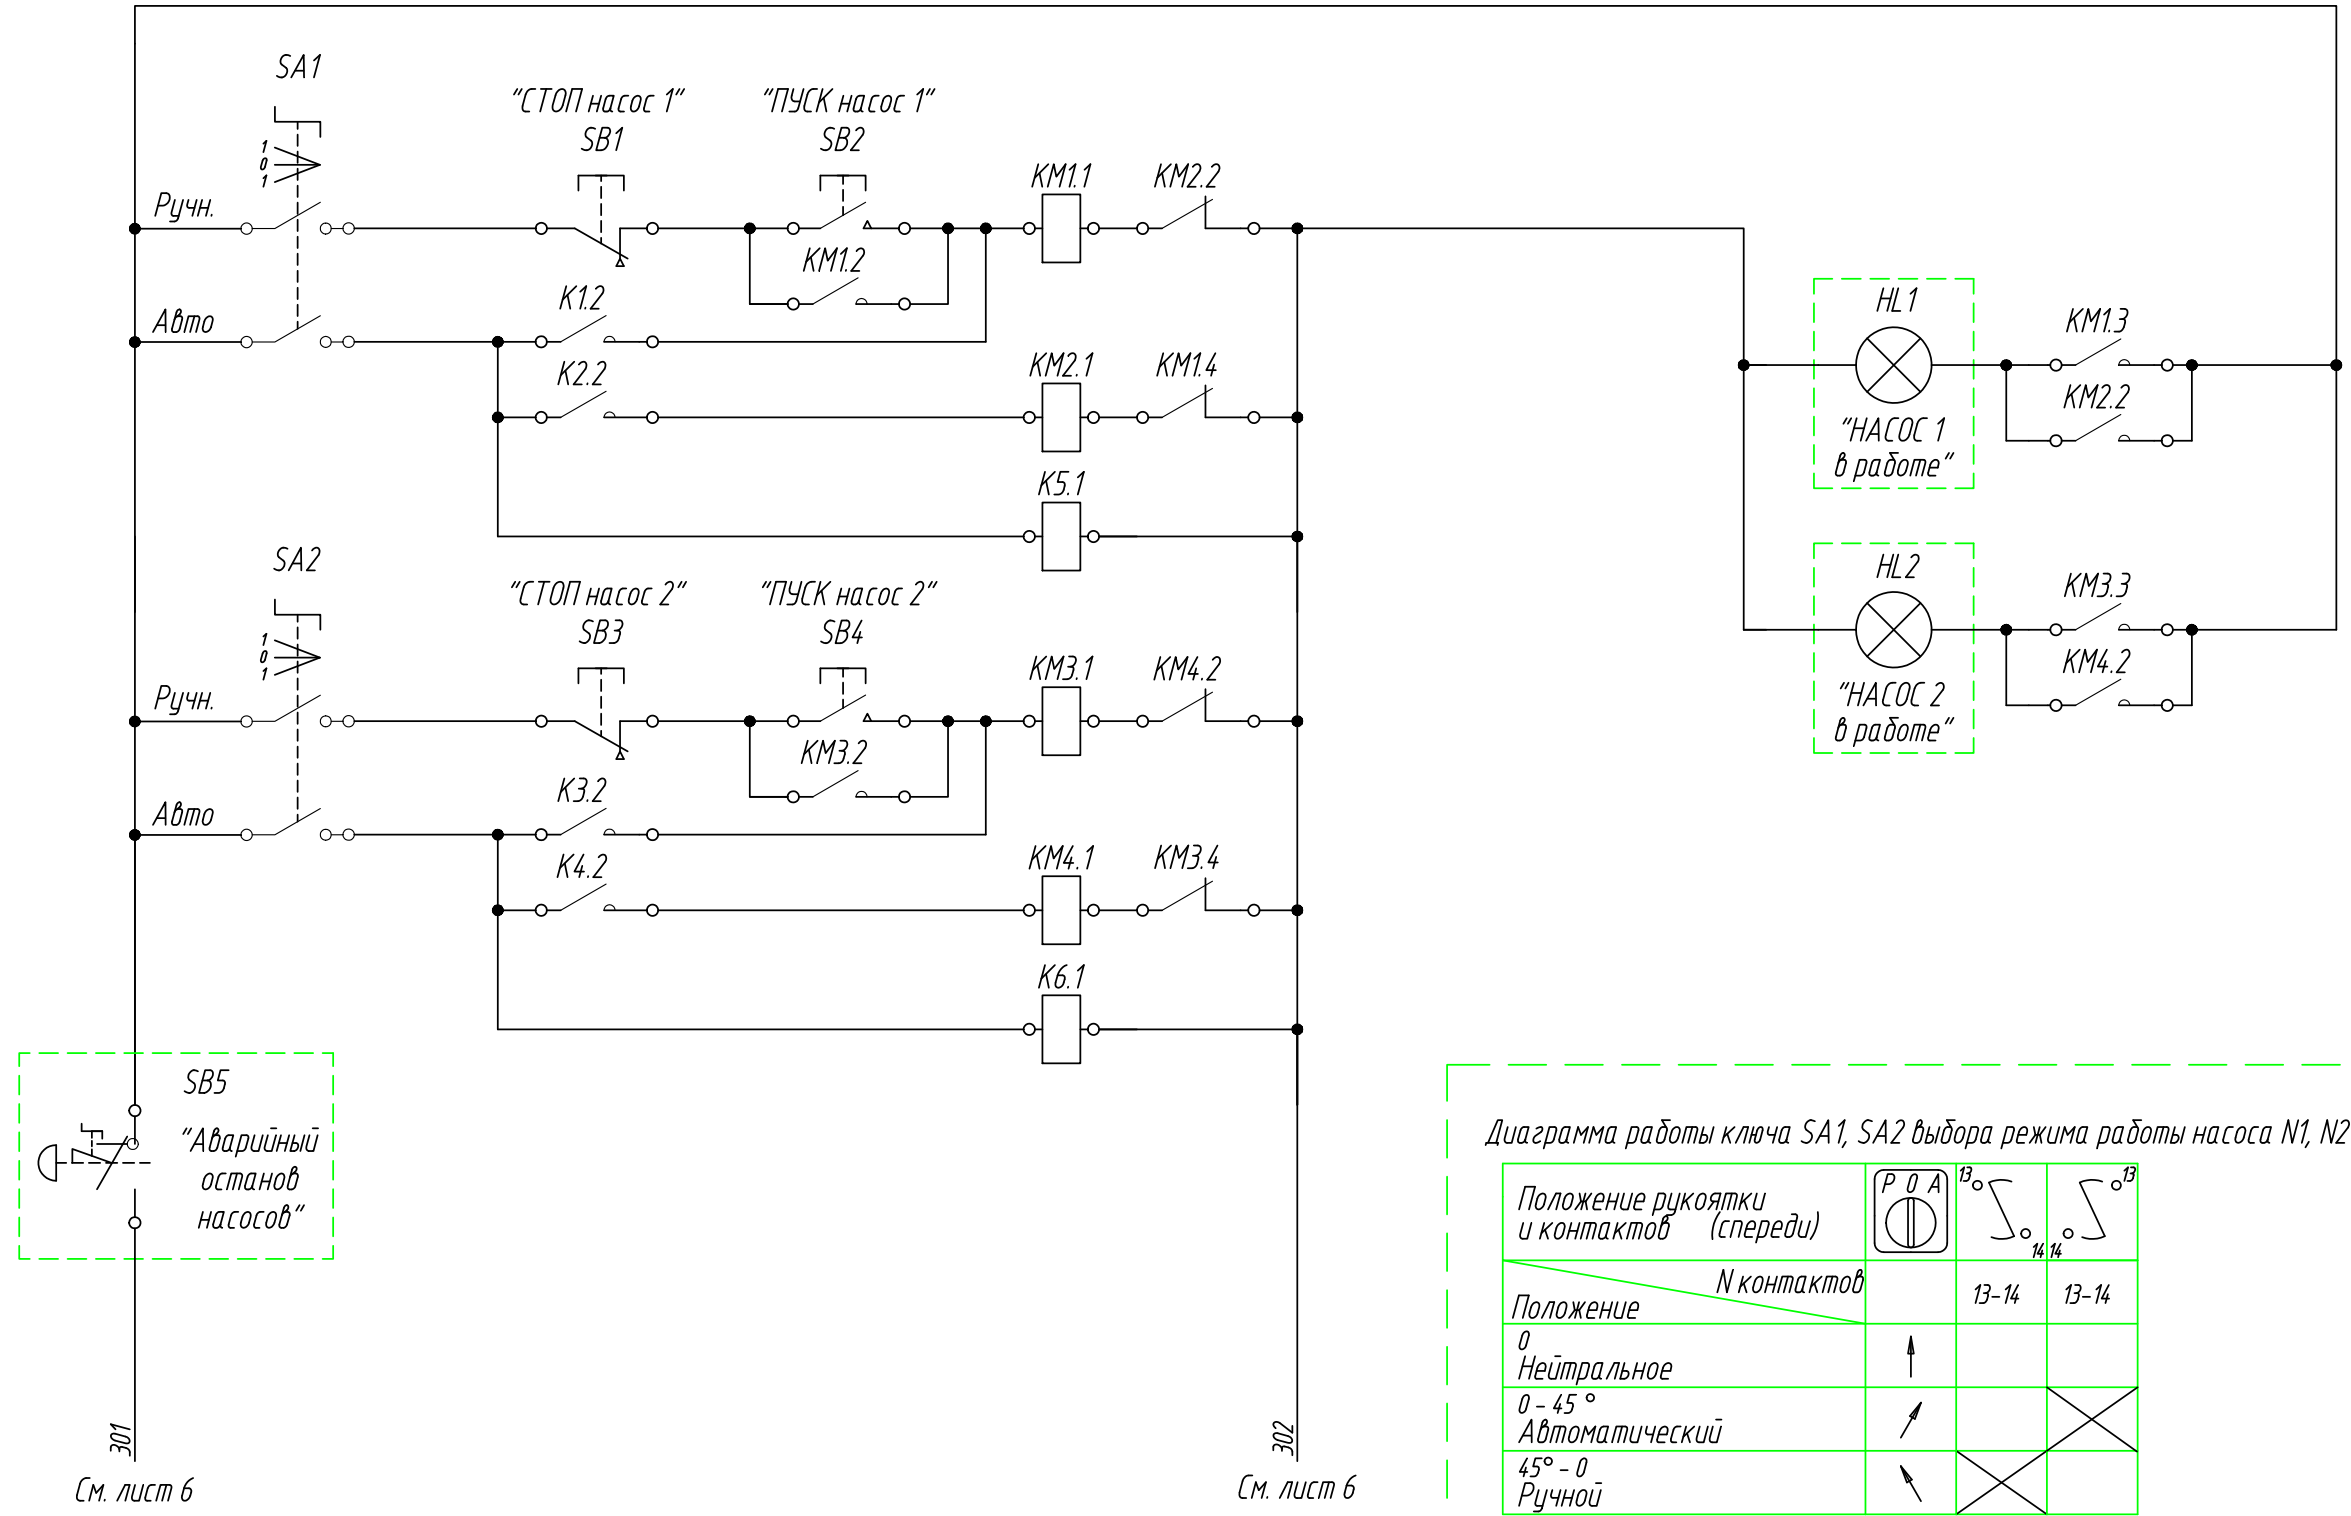 SA1
1
0
1
Ручн.
Авто
"СТОП насос 1"
SB1
"ПУСК насос 1"
SB2
KM1.1
KM2.2
KM1.2
K1.2
K2.2
KM2.1
KM1.4
K5.1
HL1
"НАСОС 1
в работе"
KM1.3
KM2.2
SA2
1
0
1
Ручн.
Авто
"СТОП насос 2"
SB3
"ПУСК насос 2"
SB4
KM3.1
KM4.2
KM3.2
K3.2
K4.2
KM4.1
KM3.4
K6.1
HL2
"НАСОС 2
в работе"
KM3.3
KM4.2
SB5
"Аварийный
останов
насосов"
301
См. лист 6
302
См. лист 6
Диаграмма работы ключа SA1, SA2 выбора режима работы насоса N1, N2
Положение рукоятки
и контактов (спереди)
Р О А
13
14
13
14
N контактов
Положение
13-14
13-14
0
Нейтральное
0 - 45 °
Автоматический
45° - 0
Ручной